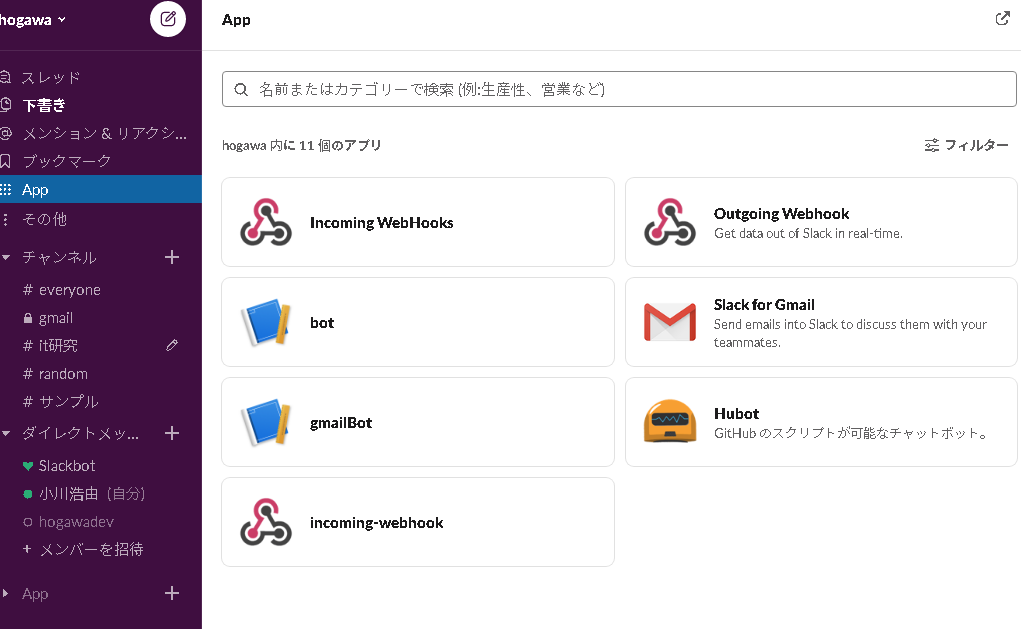 hogawa
スレッド
下書き
メンション & リアクシ...
ブックマーク
App
その他
チャンネル
# everyone
gmail
# it研究
# random
# サンプル
ダイレクトメッ...
Slackbot
小川浩由 (自分)
hogawadev
+ メンバーを招待
App
App
名前またはカテゴリーで検索 (例:生産性、営業など)
hogawa 内に 11 個のアプリ
フィルター
Incoming WebHooks
Outgoing Webhook
Get data out of Slack in real-time.
bot
Slack for Gmail
Send emails into Slack to discuss them with your
teammates.
gmailBot
Hubot
GitHub のスクリプトが可能なチャットボット。
incoming-webhook